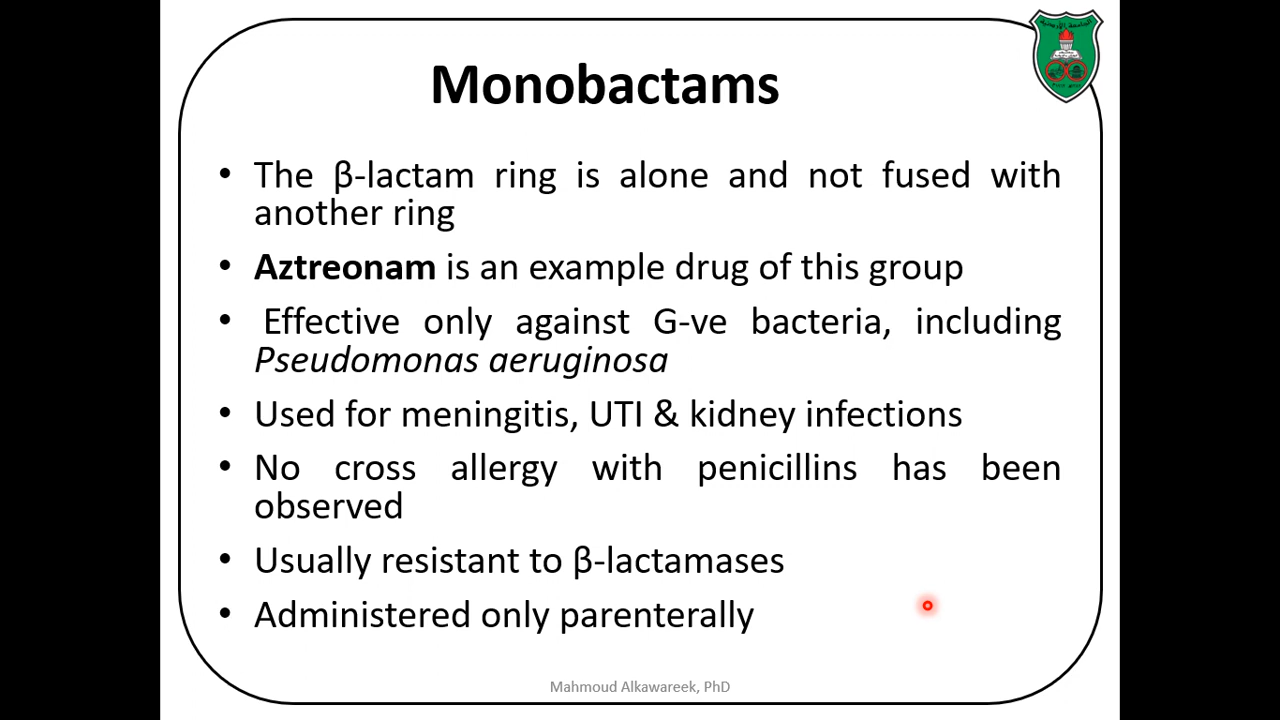 Monobactams
• The β-lactam ring is alone and not fused with
another ring
• Aztreonam is an example drug of this group
• Effective only against G-ve bacteria, including
Pseudomonas aeruginosa
• Used for meningitis, UTI & kidney infections
• No cross allergy with penicillins has been
observed
• Usually resistant to β-lactamases
• Administered only parenterally
Mahmoud Alkawareek, PhD